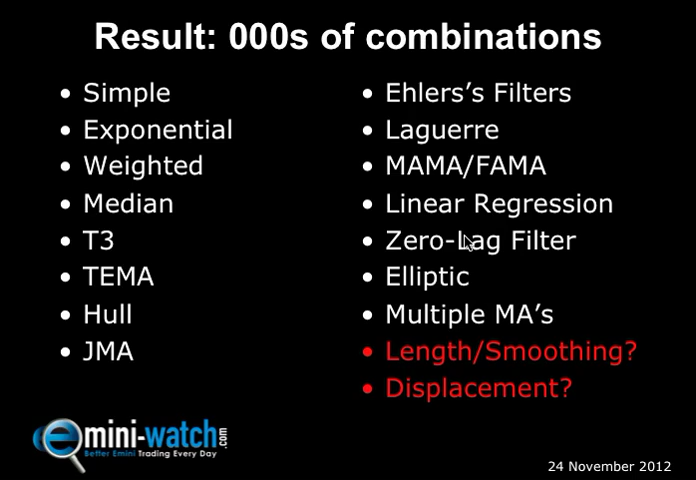 Result: 000s of combinations
• Simple
• Exponential
• Weighted
• Median
• T3
• TEMA
• Hull
• JMA
• Ehlers's Filters
• Laguerre
• MAMA/FAMA
• Linear Regression
• Zero-Lag Filter
• Elliptic
• Multiple MA's
• Length/Smoothing?
• Displacement?
emini-watch.com
Better Emini Trading Every Day
24 November 2012